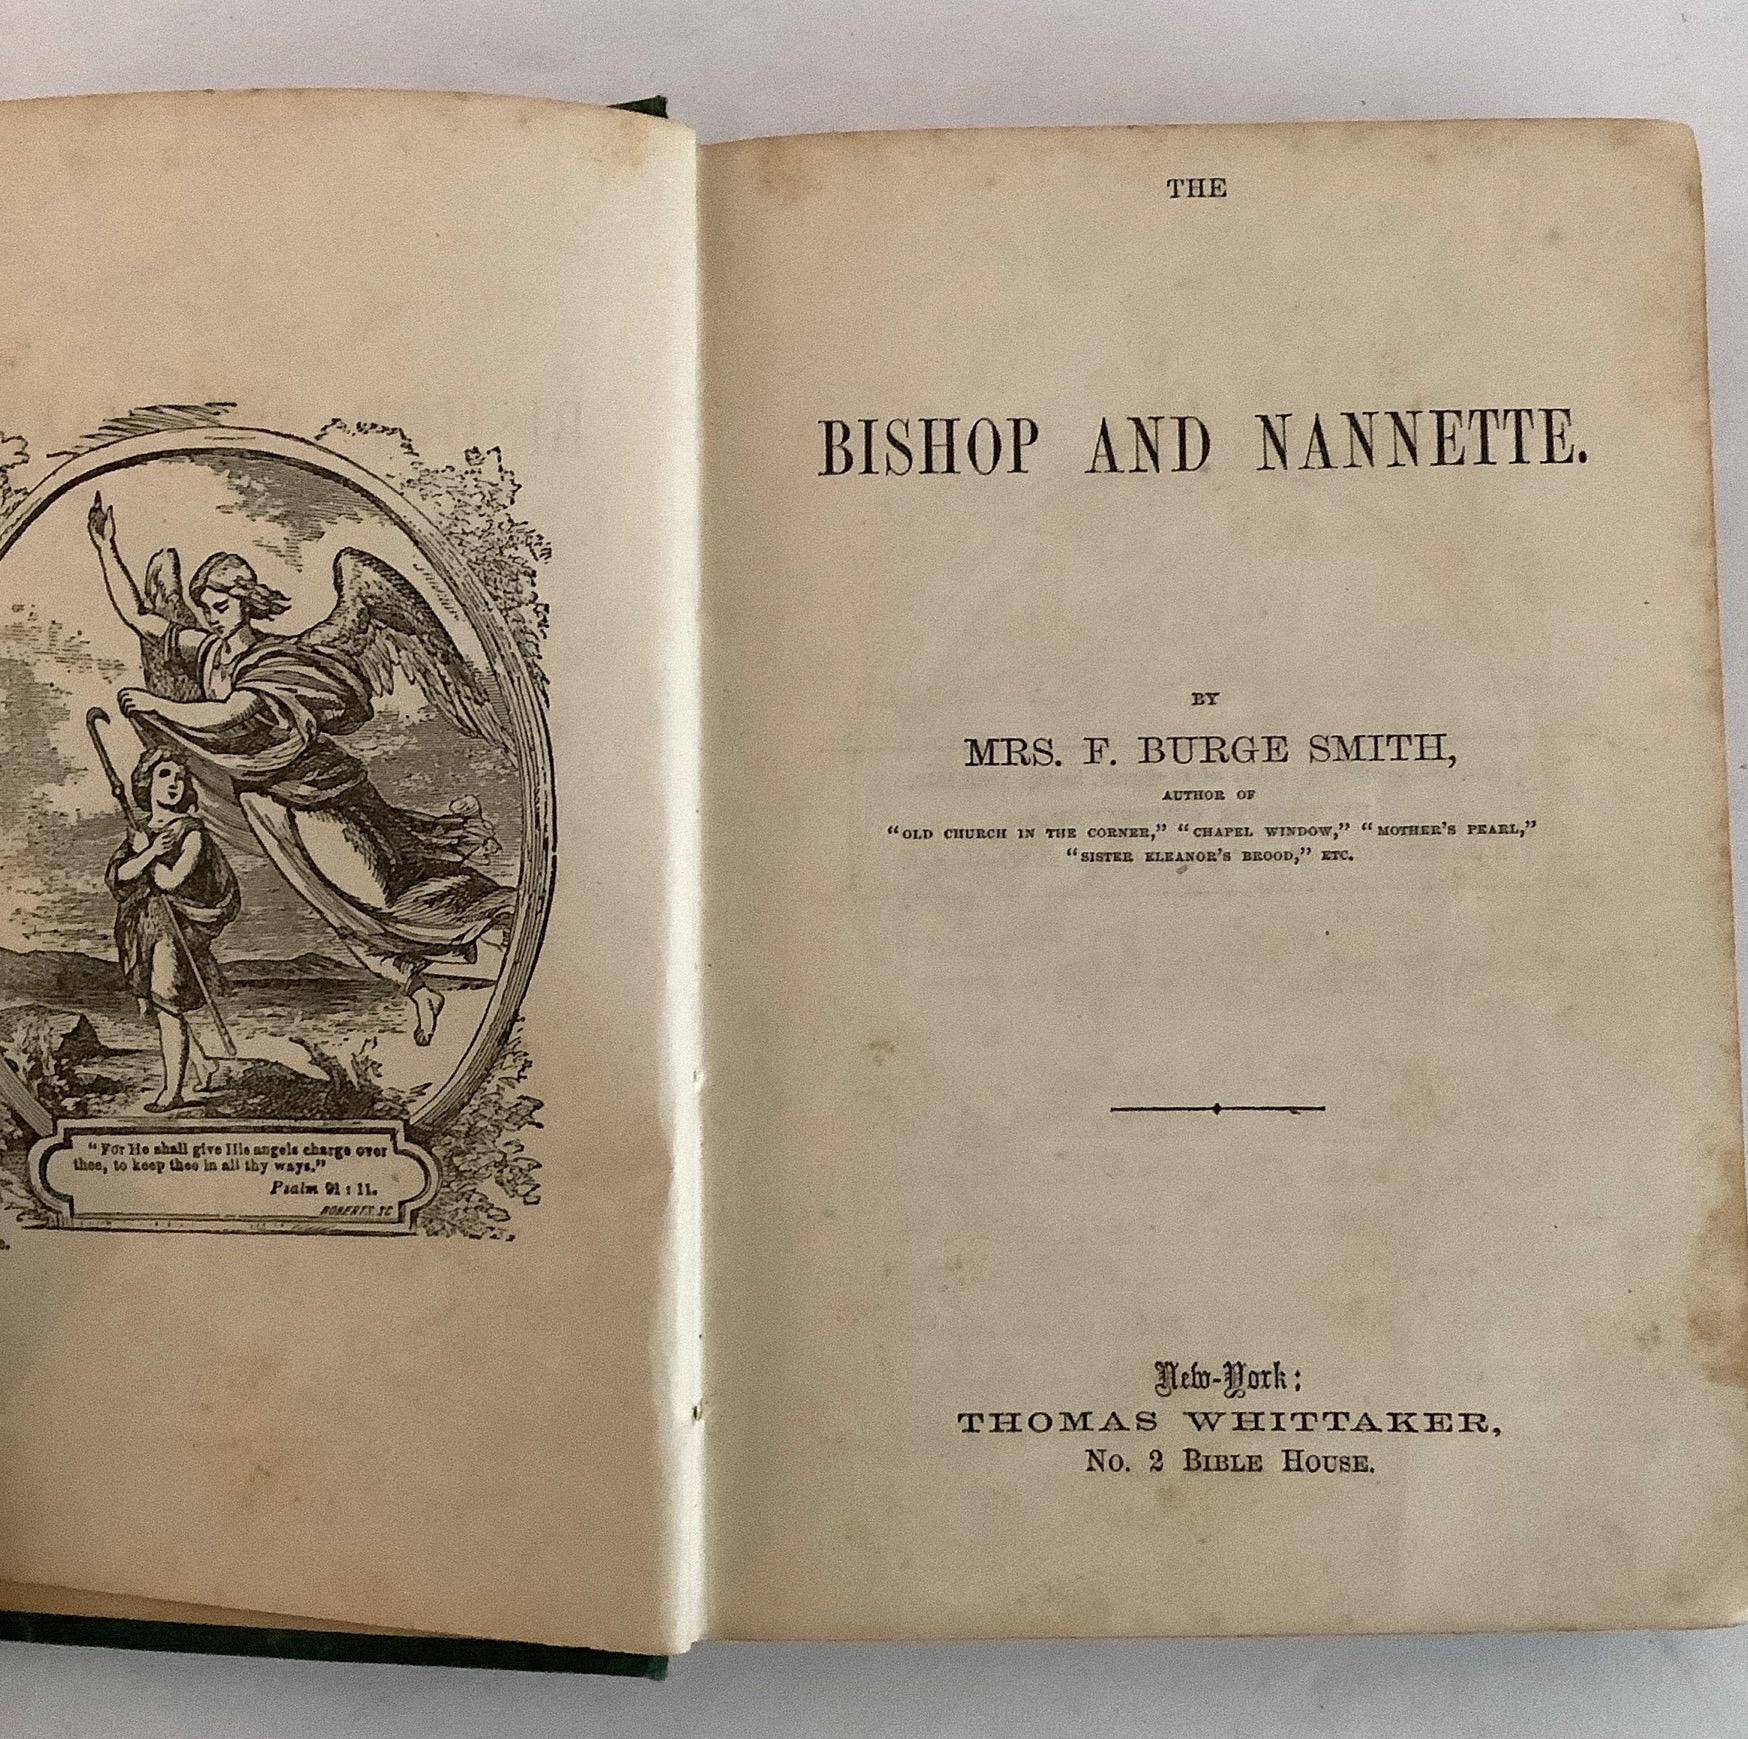 "For He shall give His angels charge over
thee, to keep thee in all thy ways."
Psalm 91 : 11.
ROBERTS. SC
THE
BISHOP AND NANNETTE.
BY
MRS. F. BURGE SMITH,
AUTHOR OF
"OLD CHURCH IN THE CORNER," "CHAPEL WINDOW," "MOTHER'S PEARL,"
"SISTER ELEANOR'S BROOD," ETC.
New-York:
THOMAS WHITTAKER,
No. 2 BIBLE HOUSE.